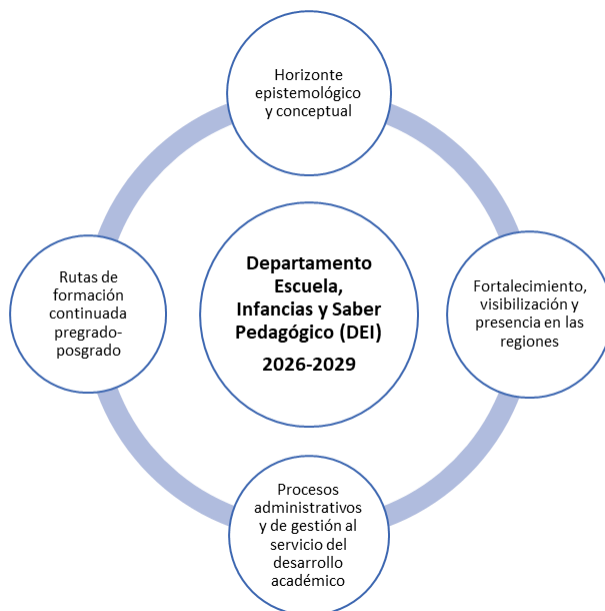 Horizonte
epistemológico
y conceptual
Departamento
Escuela,
Infancias y Saber
Pedagógico (DEI)
2026-2029
Rutas de
formación
continuada
pregrado-
posgrado
Fortalecimiento,
visibilización y
presencia en las
regiones
Procesos
administrativos
y de gestión al
servicio del
desarrollo
académico